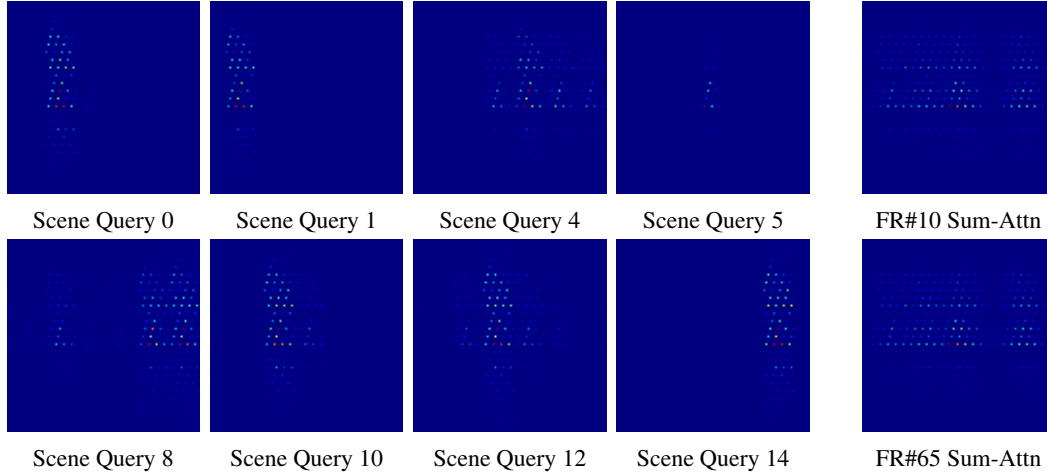 Scene Query 0 Scene Query 1 Scene Query 4 Scene Query 5 FR#10 Sum-Attn
Scene Query 8 Scene Query 10 Scene Query 12 Scene Query 14 FR#65 Sum-Attn